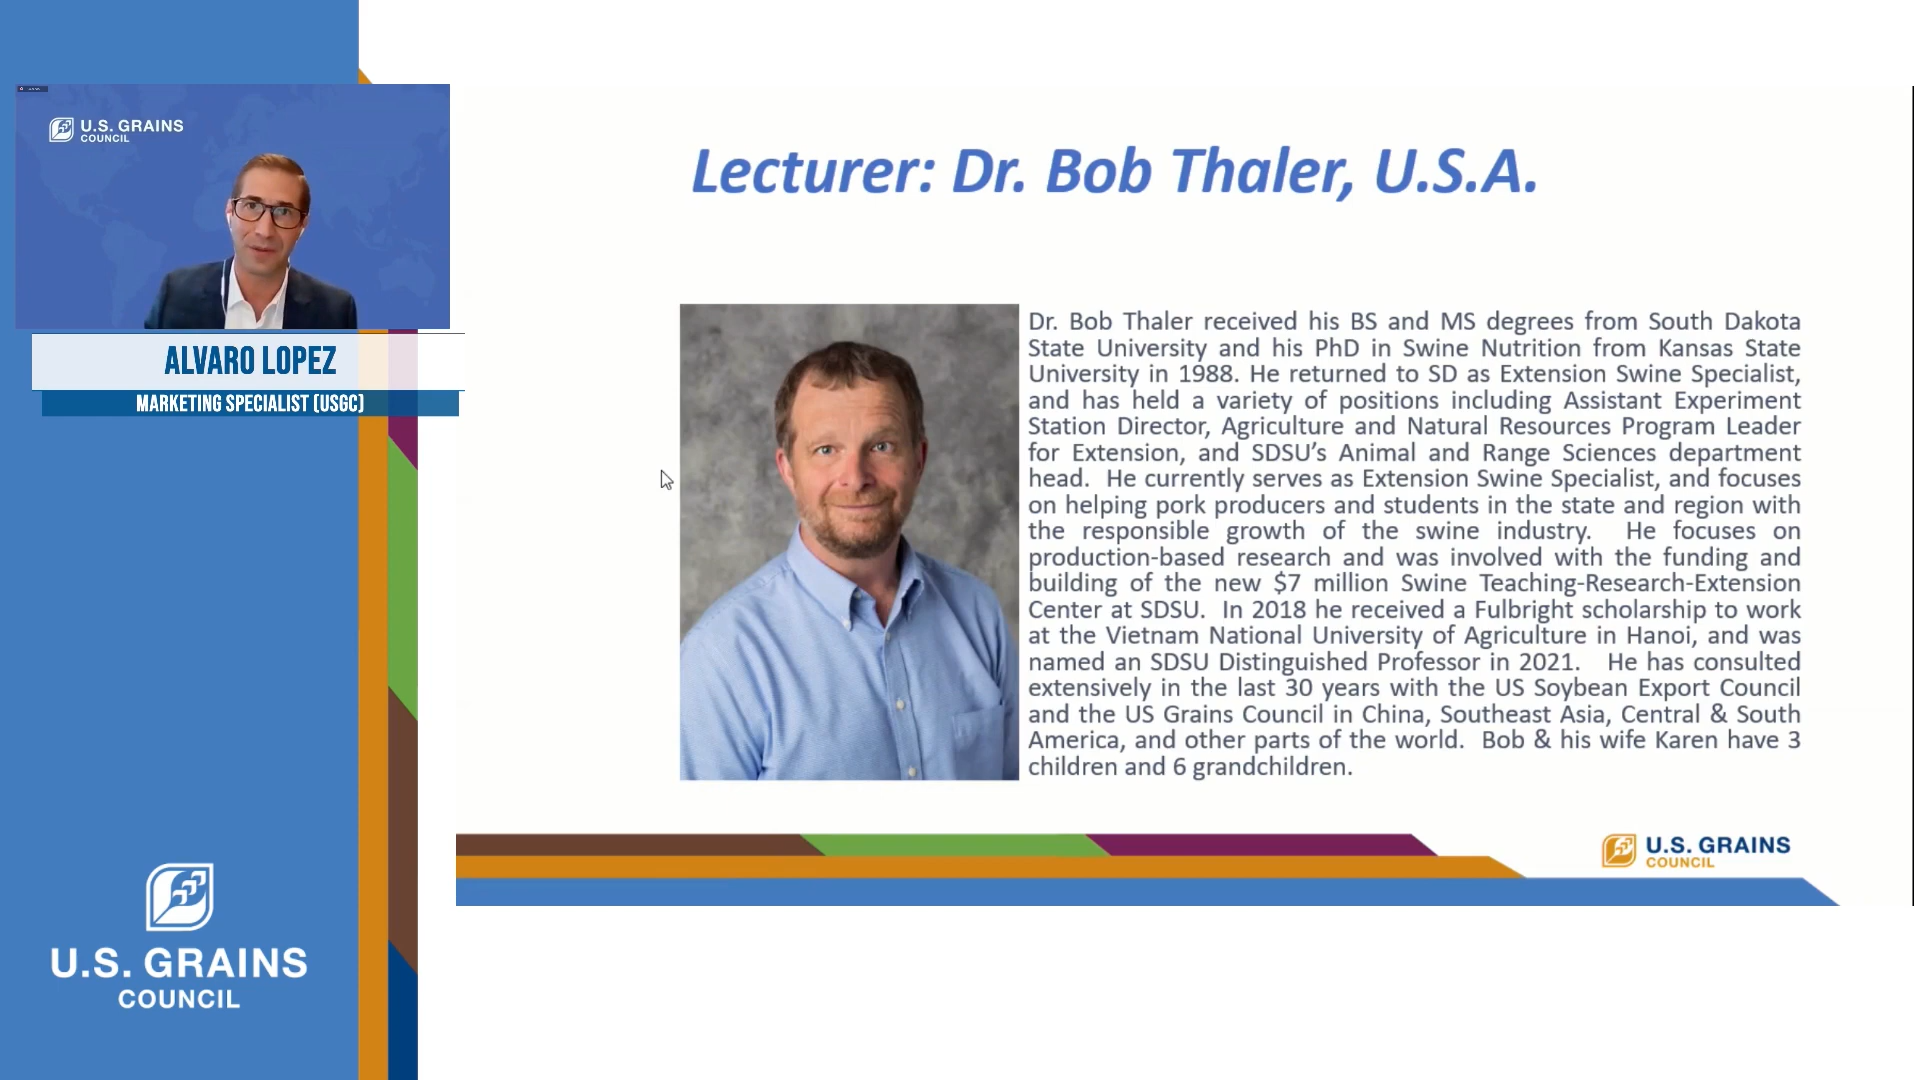 U.S. GRAINS
COUNCIL
ALVARO LOPEZ
MARKETING SPECIALIST (USGC)
U.S. GRAINS
COUNCIL
Lecturer: Dr. Bob Thaler, U.S.A.
Dr. Bob Thaler received his BS and MS degrees from South Dakota
State University and his PhD in Swine Nutrition from Kansas State
University in 1988. He returned to SD as Extension Swine Specialist,
and has held a variety of positions including Assistant Experiment
Station Director, Agriculture and Natural Resources Program Leader
for Extension, and SDSU’s Animal and Range Sciences department
head. He currently serves as Extension Swine Specialist, and focuses
on helping pork producers and students in the state and region with
the responsible growth of the swine industry. He focuses on
production-based research and was involved with the funding and
building of the new $7 million Swine Teaching-Research-Extension
Center at SDSU. In 2018 he received a Fulbright scholarship to work
at the Vietnam National University of Agriculture in Hanoi, and was
named an SDSU Distinguished Professor in 2021. He has consulted
extensively in the last 30 years with the US Soybean Export Council
and the US Grains Council in China, Southeast Asia, Central & South
America, and other parts of the world. Bob & his wife Karen have 3
children and 6 grandchildren.
U.S. GRAINS
COUNCIL